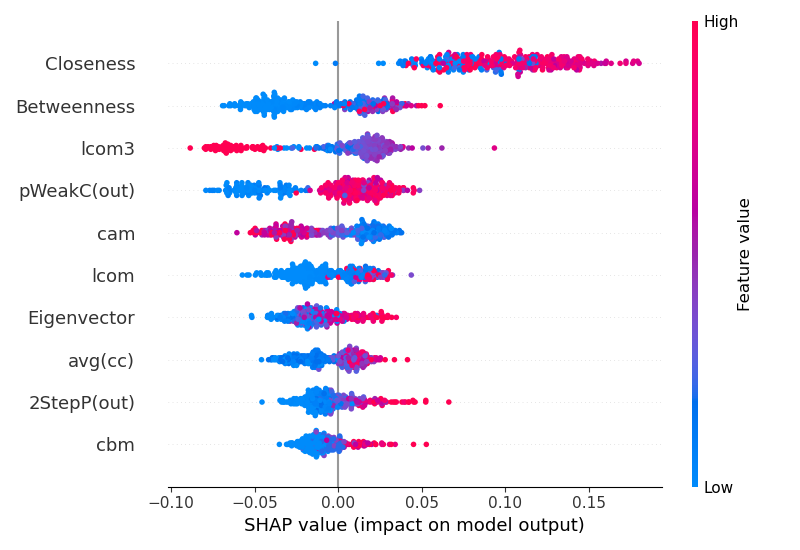 High
Closeness
Betweenness
lcom3
pWeakC(out)
cam
lcom
Eigenvector
avg(cc)
2StepP(out)
cbm
Feature value
Low
−0.10 −0.05 0.00 0.05 0.10 0.15
SHAP value (impact on model output)